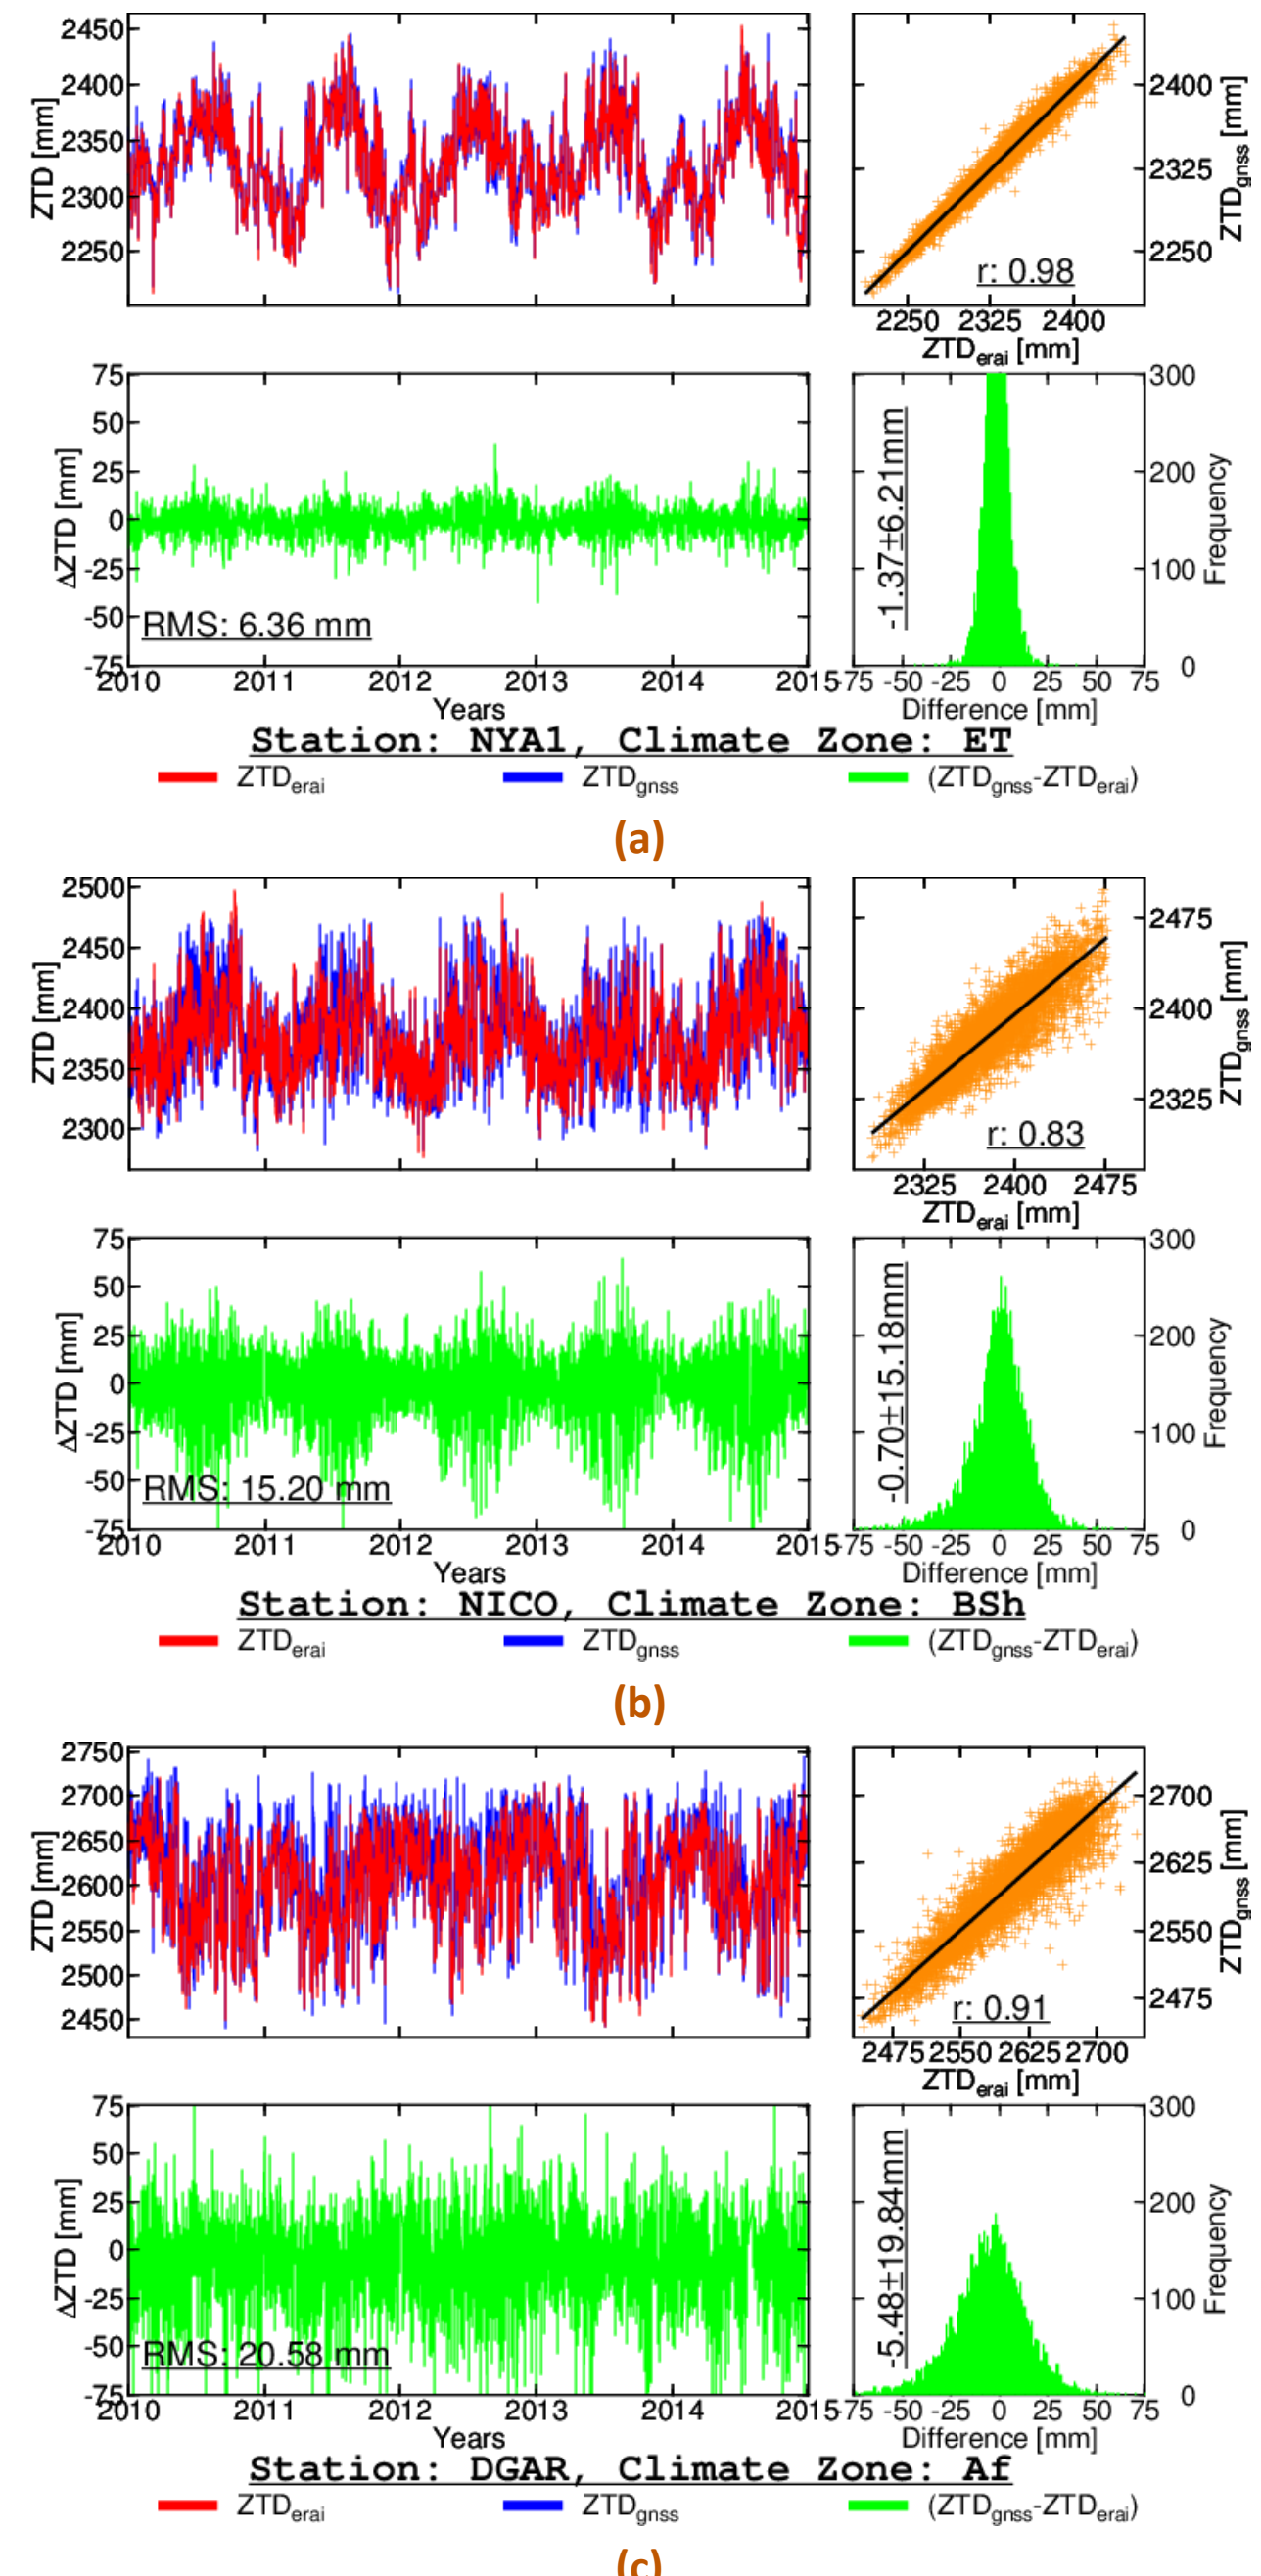 2450
2400
2350
2300
2250
ZTD [mm]
2400
2325
2250
ZTDgnss [mm]
r: 0.98
2250 2325 2400
ZTDerai [mm]
75
50
25
0
-25
-50
-75
ΔZTD [mm]
RMS: 6.36 mm
2010 2011 2012 2013 2014 2015
Years
-1.37±6.21mm
300
200
100
0
Frequency
-75 -50 -25 0 25 50 75
Difference [mm]
Station: NYA1, Climate Zone: ET
ZTDerai ZTDgnss (ZTDgnss-ZTDerai)
(a)
2500
2450
2400
2350
2300
ZTD [mm]
2475
2400
2325
ZTDgnss [mm]
r: 0.83
2325 2400 2475
ZTDerai [mm]
75
50
25
0
-25
-50
-75
ΔZTD [mm]
RMS: 15.20 mm
2010 2011 2012 2013 2014 2015
Years
-0.70±15.18mm
300
200
100
0
Frequency
-75 -50 -25 0 25 50 75
Difference [mm]
Station: NICO, Climate Zone: BSh
ZTDerai ZTDgnss (ZTDgnss-ZTDerai)
(b)
2750
2700
2650
2600
2550
2500
2450
ZTD [mm]
2700
2625
2550
2475
ZTDgnss [mm]
r: 0.91
2475 2550 2625 2700
ZTDerai [mm]
75
50
25
0
-25
-50
-75
ΔZTD [mm]
RMS: 20.58 mm
2010 2011 2012 2013 2014 2015
Years
-5.48±19.84mm
300
200
100
0
Frequency
-75 -50 -25 0 25 50 75
Difference [mm]
Station: DGAR, Climate Zone: Af
ZTDerai ZTDgnss (ZTDgnss-ZTDerai)
(c)